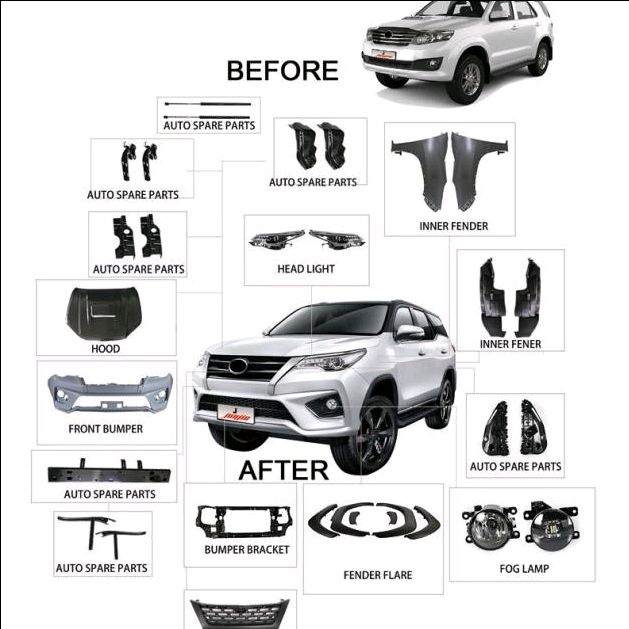 BEFORE
AUTO SPARE PARTS
AUTO SPARE PARTS
AUTO SPARE PARTS
INNER FENDER
AUTO SPARE PARTS
HEAD LIGHT
HOOD
INNER FENER
FRONT BUMPER
AFTER
AUTO SPARE PARTS
AUTO SPARE PARTS
BUMPER BRACKET
AUTO SPARE PARTS
FENDER FLARE
FOG LAMP